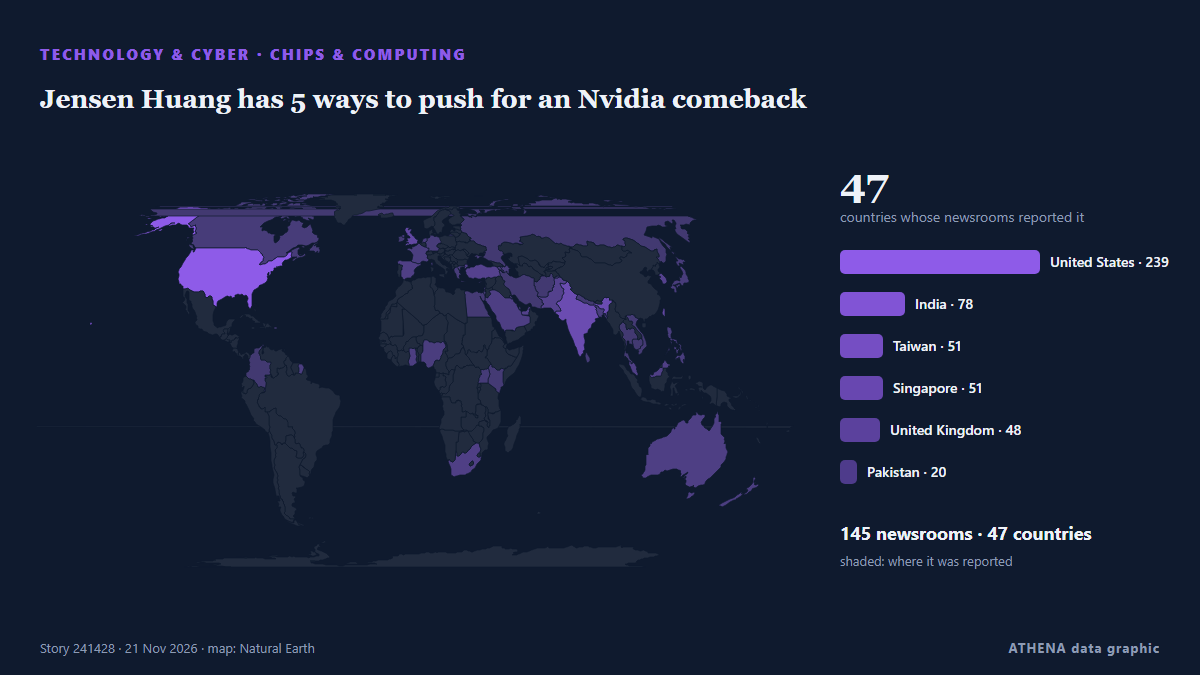 TECHNOLOGY & CYBER · CHIPS & COMPUTING
Jensen Huang has 5 ways to push for an Nvidia comeback
47
countries whose newsrooms reported it
United States · 239
India · 78
Taiwan · 51
Singapore · 51
United Kingdom · 48
Pakistan · 20
145 newsrooms · 47 countries
shaded: where it was reported
Story 241428 · 21 Nov 2026 · map: Natural Earth
ATHENA data graphic